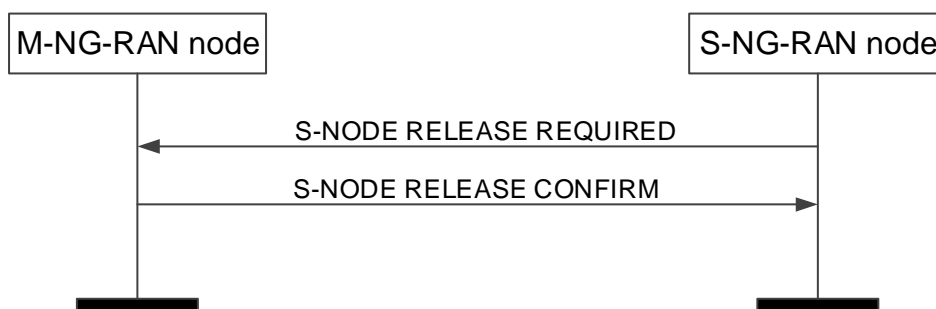 M-NG-RAN node
S-NG-RAN node
S-NODE RELEASE REQUIRED
S-NODE RELEASE CONFIRM